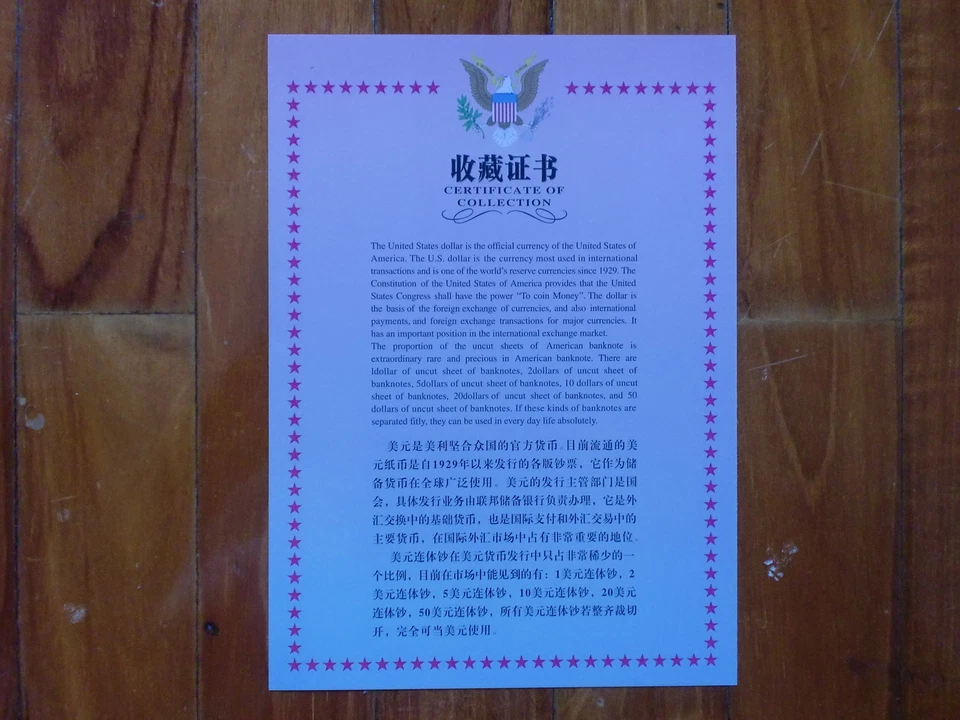 收藏证书
CERTIFICATE OF
COLLECTION
The United States dollar is the official currency of the United States of
America. The U.S. dollar is the currency most used in international
transactions and is one of the world's reserve currencies since 1929. The
Constitution of the United States of America provides that the United
States Congress shall have the power "To coin Money". The dollar is
the basis of the foreign exchange of currencies, and also international
payments, and foreign exchange transactions for major currencies. It
has an important position in the international exchange market.
The proportion of the uncut sheets of American banknote is
extraordinary rare and precious in American banknote. There are
1dollar of uncut sheet of banknotes, 2dollars of uncut sheet of
banknotes, 5dollars of uncut sheet of banknotes, 10 dollars of uncut
sheet of banknotes, 20dollars of uncut sheet of banknotes, and 50
dollars of uncut sheet of banknotes. If these kinds of banknotes are
separated fitly, they can be used in every day life absolutely.
美元是美利坚合众国的官方货币。目前流通的美
元纸币是自1929年以来发行的各版钞票，它作为储
备货币在全球广泛使用。美元的发行主管部门是国
会，具体发行业务由联邦储备银行负责办理，它是外
汇交换中的基础货币，也是国际支付和外汇交易中的
主要货币，在国际外汇市场中占有非常重要的地位。
美元连体钞在美元货币发行中只占非常稀少的一
个比例，目前在市场中能见到的有：1美元连体钞，2
美元连体钞，5美元连体钞，10美元连体钞，20美元
连体钞，50美元连体钞，所有美元连体钞若整齐裁切
开，完全可当美元使用。